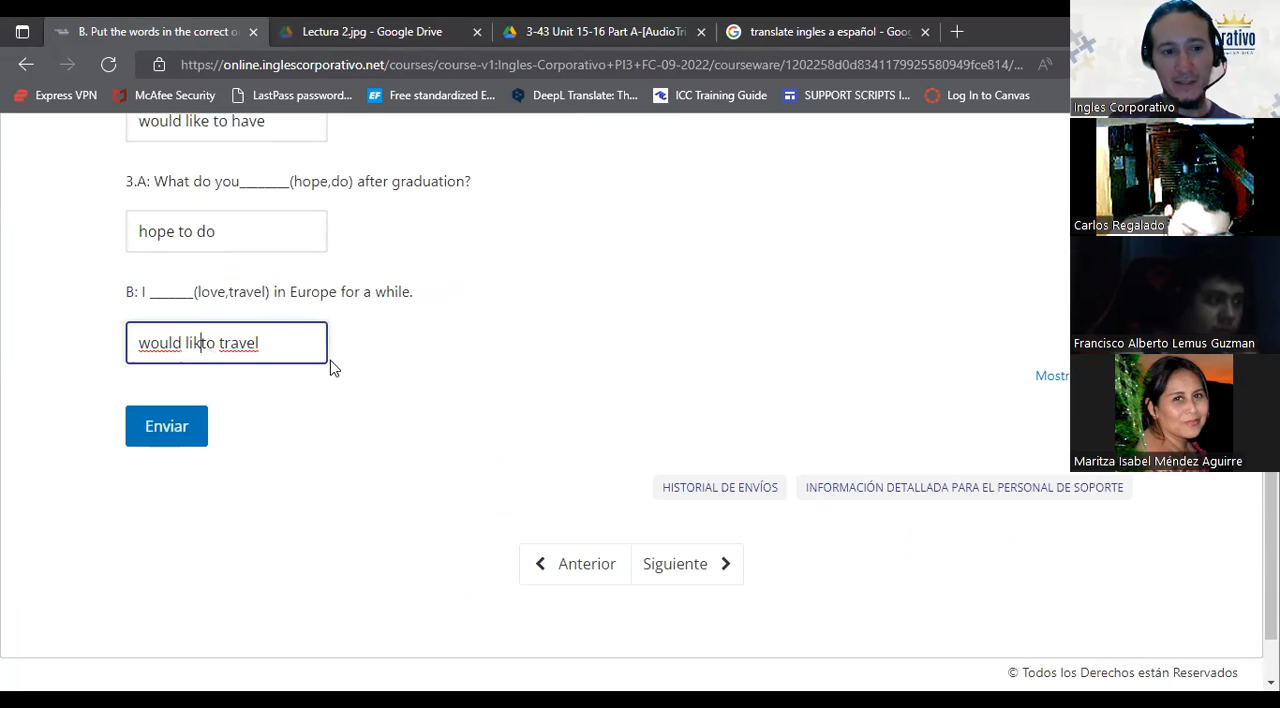 B. Put the words in the correct o
Lectura 2.jpg - Google Drive
3-43 Unit 15-16 Part A-[AudioTri
translate ingles a español - Goo
https://online.inglescorporativo.net/courses/course-v1:Ingles-Corporativo+PI3+FC-09-2022/courseware/120c258d0d8341179925580949fce814/...
Express VPN
McAfee Security
LastPass password...
Free standardized E...
DeepL Translate: Th...
ICC Training Guide
SUPPORT SCRIPTS I...
Log In to Canvas
would like to have
3.A: What do you_______(hope,do) after graduation?
hope to do
B: I ______(love,travel) in Europe for a while.
would likto travel
Mostr
Enviar
HISTORIAL DE ENVÍOS
INFORMACIÓN DETALLADA PARA EL PERSONAL DE SOPORTE
Anterior
Siguiente
© Todos los Derechos están Reservados
Ingles Corporativo
Carlos Regalado
Francisco Alberto Lemus Guzman
Maritza Isabel Méndez Aguirre